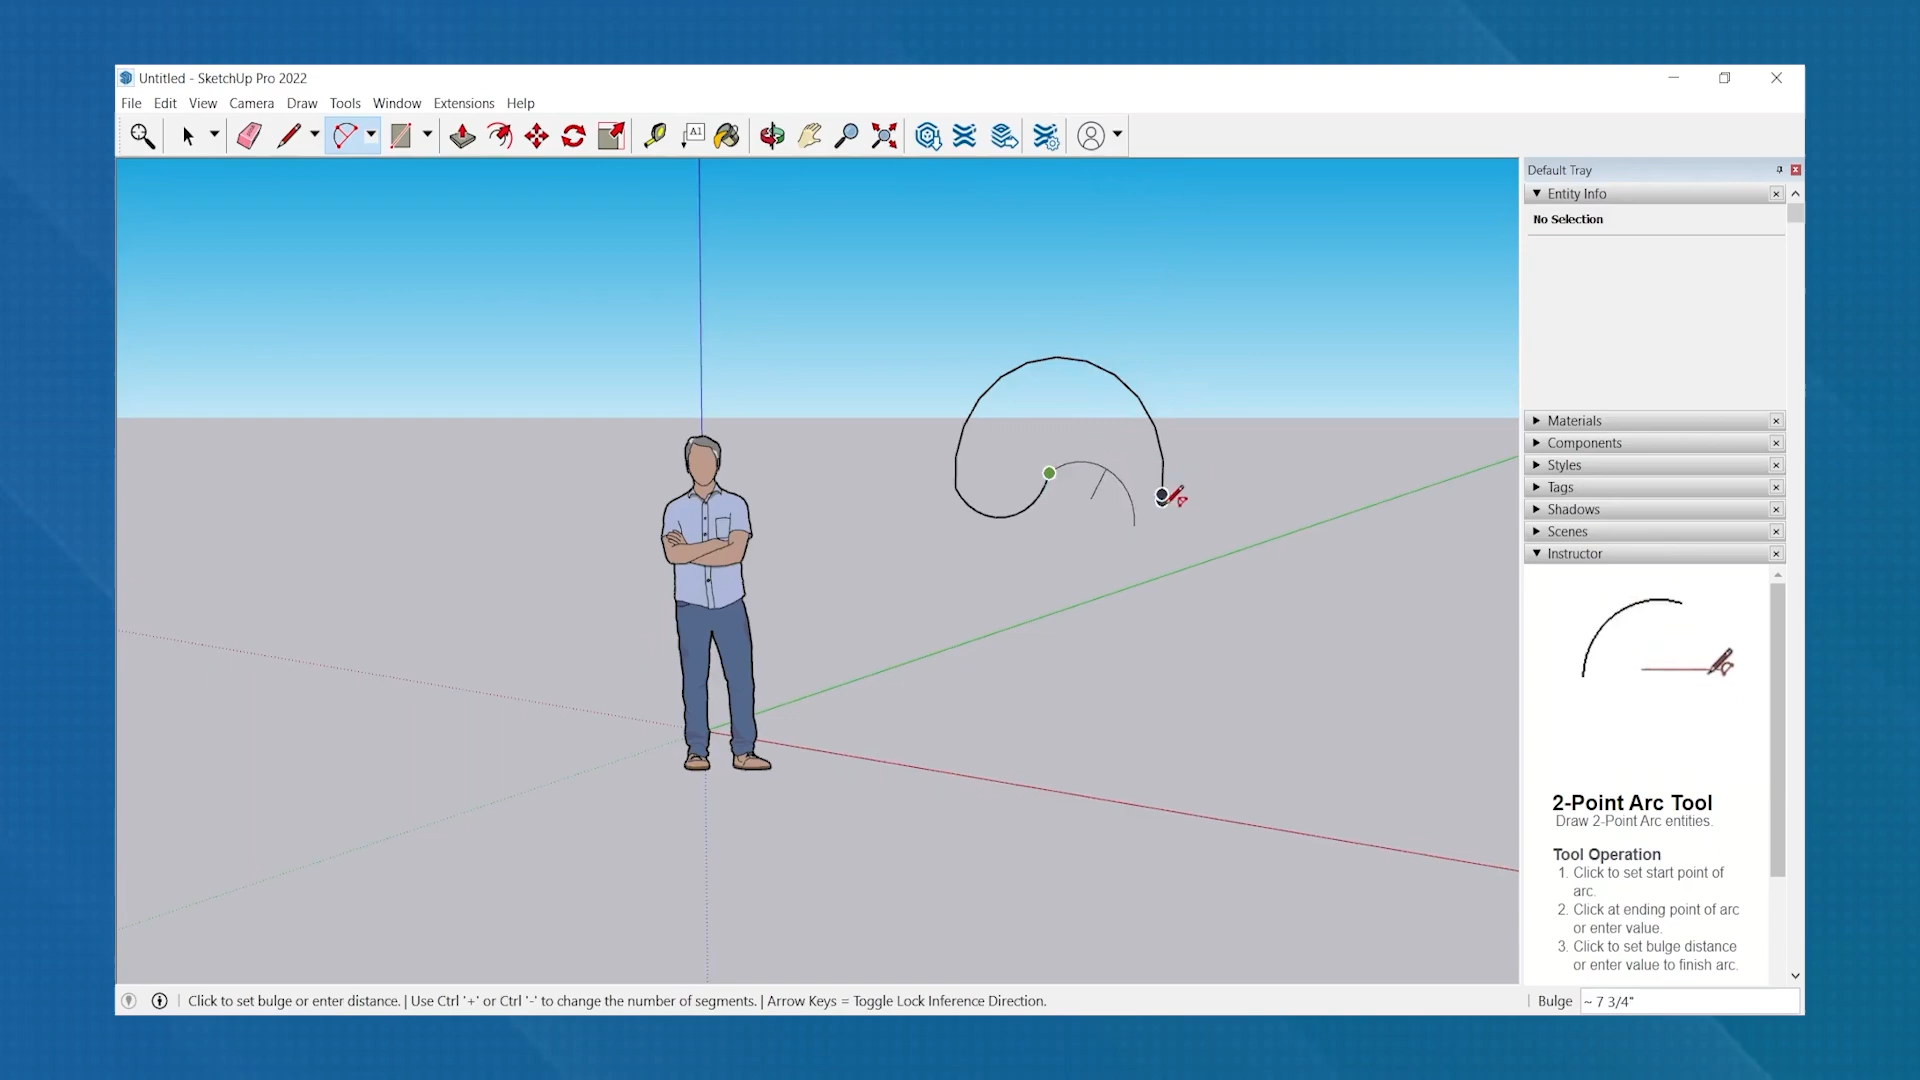 Untitled - SketchUp Pro 2022
File Edit View Camera Draw Tools Window Extensions Help
A1
Default Tray
Entity Info
No Selection
Materials
Components
Styles
Tags
Shadows
Scenes
Instructor
2-Point Arc Tool
Draw 2-Point Arc entities.
Tool Operation
1. Click to set start point of
arc.
2. Click at ending point of arc
or enter value.
3. Click to set bulge distance
or enter value to finish arc.
Click to set bulge or enter distance. | Use Ctrl '+' or Ctrl '-' to change the number of segments. | Arrow Keys = Toggle Lock Inference Direction.
Bulge ~ 7 3/4"